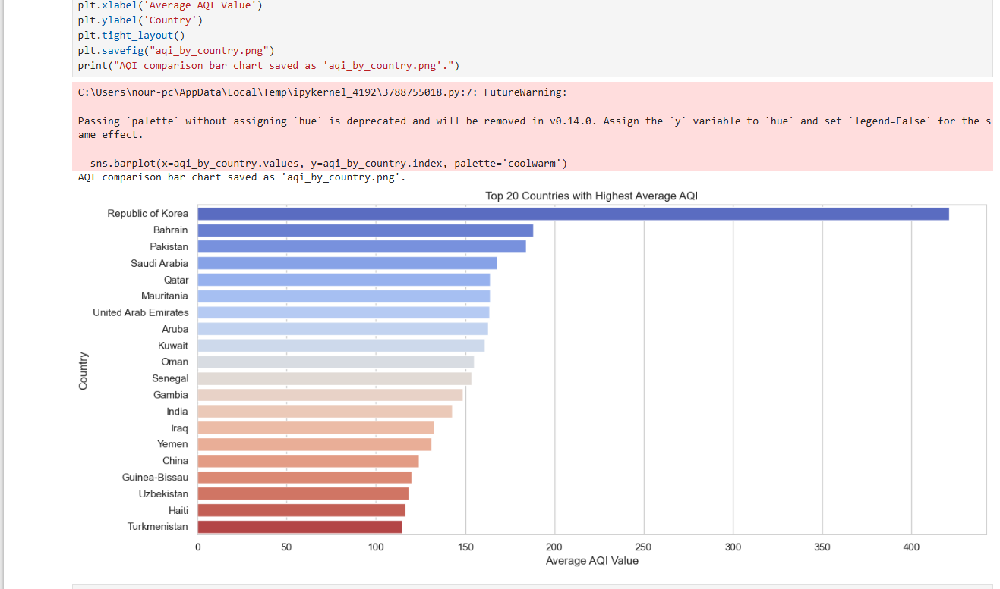 plt.xlabel('Average AQI Value')
plt.ylabel('Country')
plt.tight_layout()
plt.savefig("aqi_by_country.png")
print("AQI comparison bar chart saved as 'aqi_by_country.png'.")
C:\Users\nour-pc\AppData\Local\Temp\ipykernel_4192\3788755018.py:7: FutureWarning:
Passing `palette` without assigning `hue` is deprecated and will be removed in v0.14.0. Assign the `y` variable to `hue` and set `legend=False` for the s
ame effect.
sns.barplot(x=aqi_by_country.values, y=aqi_by_country.index, palette='coolwarm')
AQI comparison bar chart saved as 'aqi_by_country.png'.
Top 20 Countries with Highest Average AQI
Republic of Korea
Bahrain
Pakistan
Saudi Arabia
Qatar
Mauritania
United Arab Emirates
Aruba
Kuwait
Oman
Country
Senegal
Gambia
India
Iraq
Yemen
China
Guinea-Bissau
Uzbekistan
Haiti
Turkmenistan
0 50 100 150 200 250 300 350 400
Average AQI Value